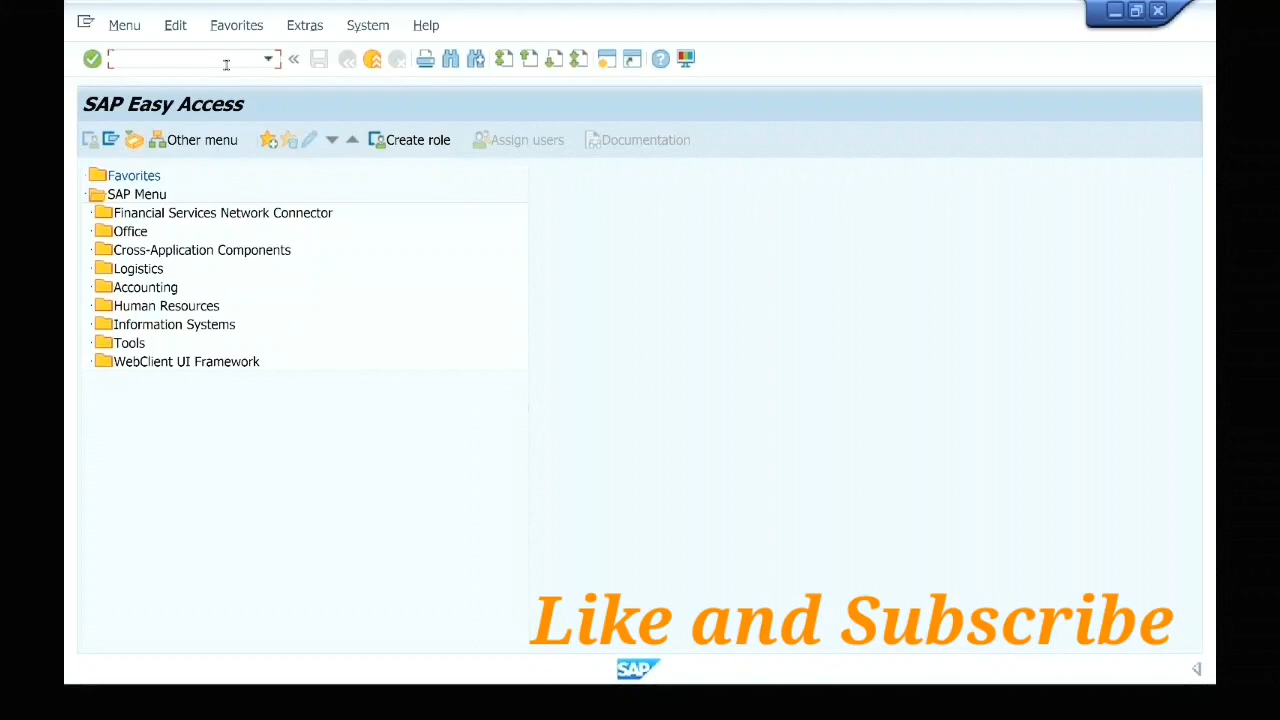 Menu Edit Favorites Extras System Help
SAP Easy Access
Other menu Create role Assign users Documentation
Favorites
SAP Menu
Financial Services Network Connector
Office
Cross-Application Components
Logistics
Accounting
Human Resources
Information Systems
Tools
WebClient UI Framework
Like and Subscribe
SAP